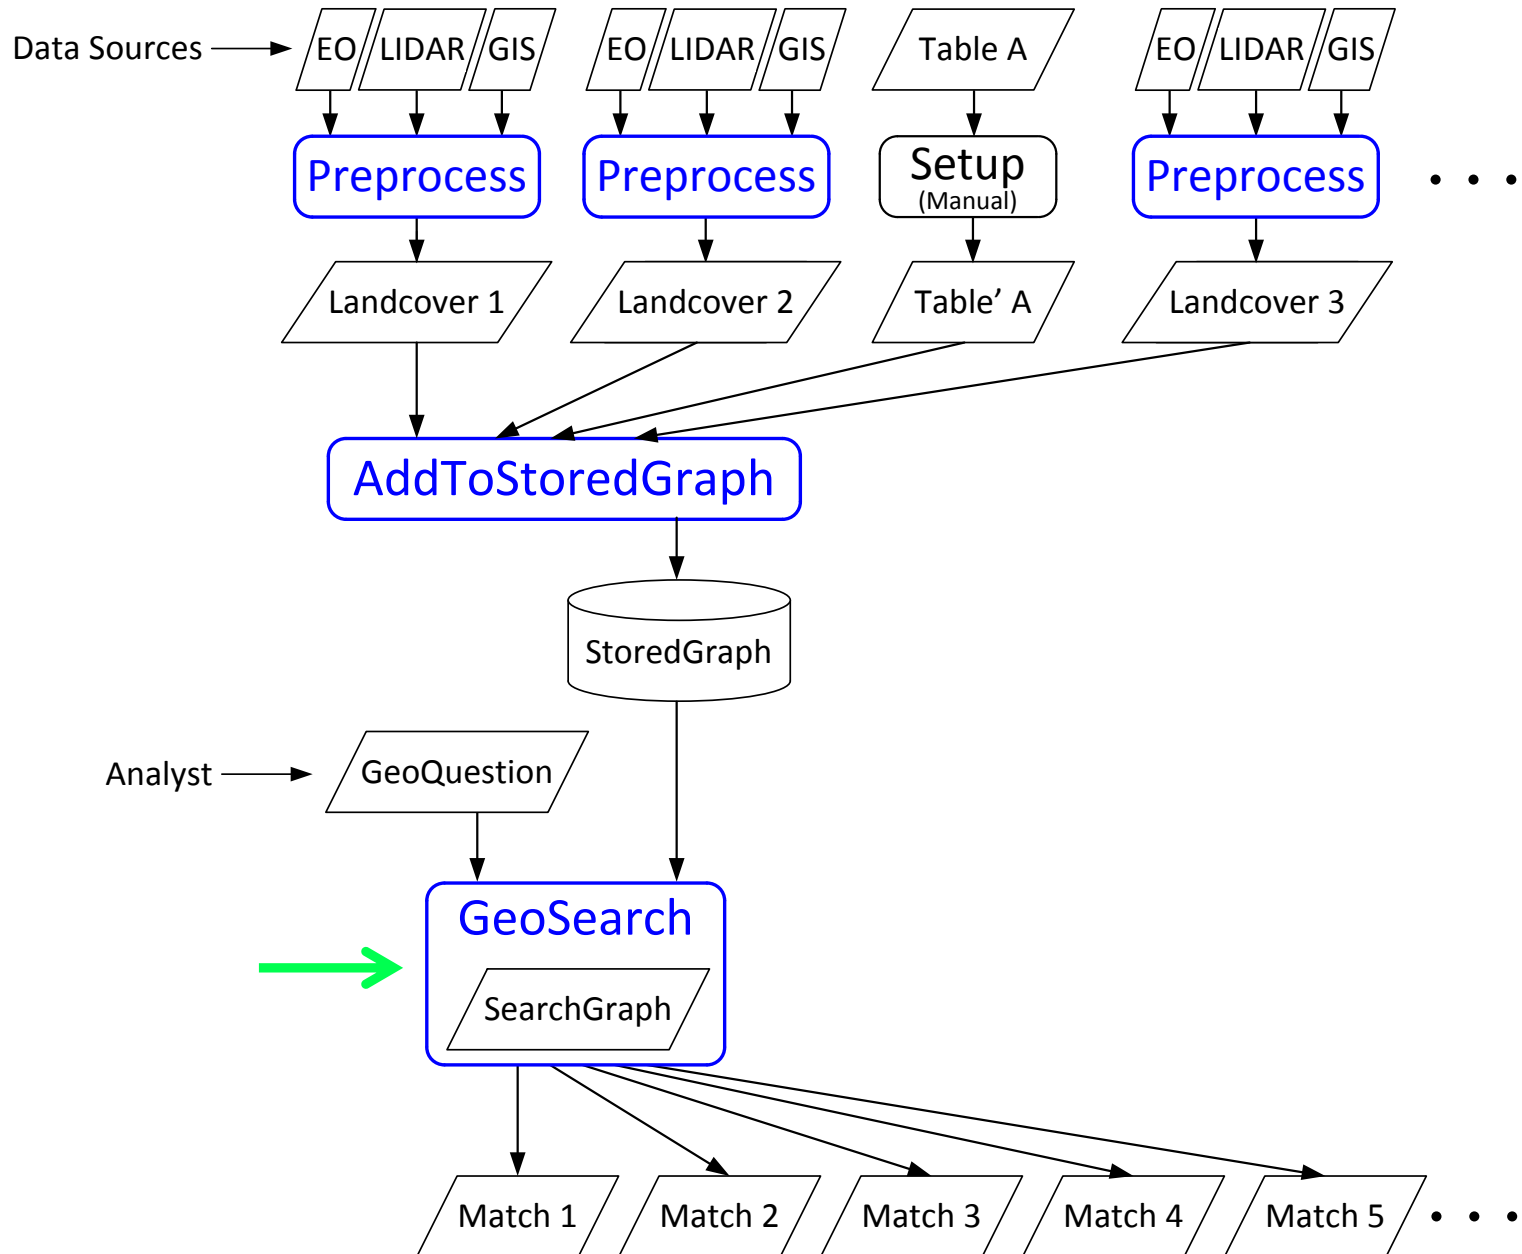 Data Sources
EO LIDAR GIS
EO LIDAR GIS
Table A
EO LIDAR GIS
Preprocess
Preprocess
Setup
(Manual)
Preprocess
• • •
Landcover 1
Landcover 2
Table’ A
Landcover 3
AddToStoredGraph
StoredGraph
Analyst
GeoQuestion
GeoSearch
SearchGraph
Match 1
Match 2
Match 3
Match 4
Match 5
• • •